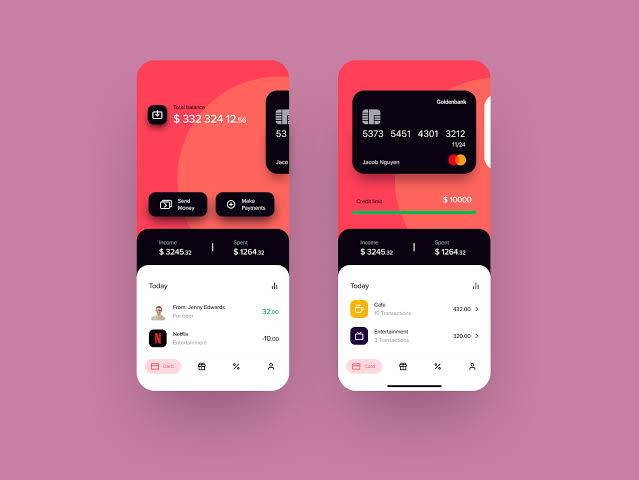 Total balance
$ 332 324 12.56
53
Jaco
Send
Money
Make
Payments
Income
$ 3245.32
Spent
$ 1264.32
Today
From: Jenny Edwards
For Geer
32.00
Netflix
Entertainment
-10.00
Card
Goldenbank
5373 5451 4301 3212
11/24
Jacob Nguyen
Credit limit
$ 10000
Income
$ 3245.32
Spent
$ 1264.32
Today
Cafe
15 Transactions
432.00
Entertainment
3 Transactions
320.00
Card